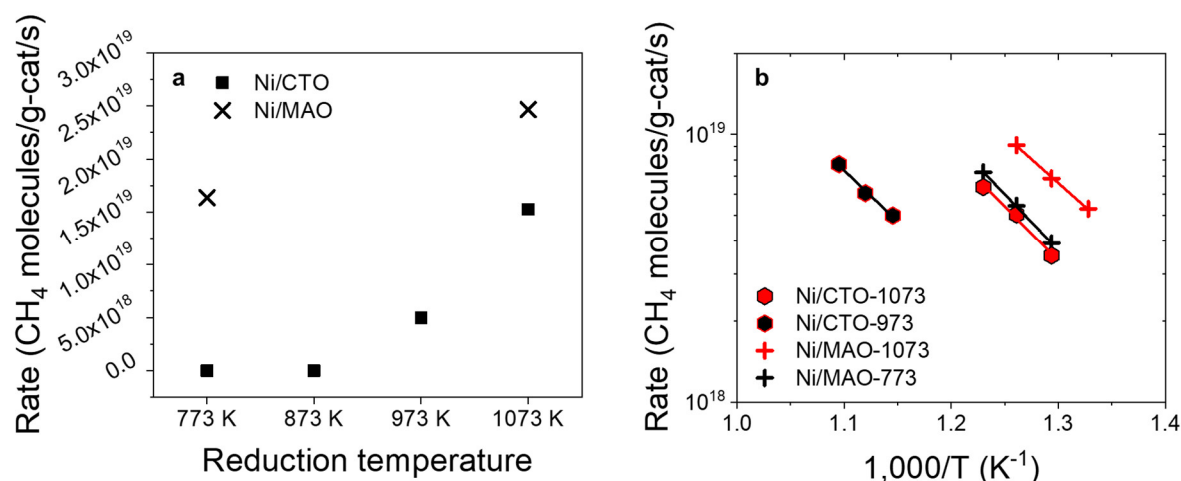 a
Ni/CTO
Ni/MAO
3.0x10^19
2.5x10^19
2.0x10^19
1.5x10^19
1.0x10^19
5.0x10^18
0.0
Rate (CH4 molecules/g-cat/s)
773 K 873 K 973 K 1073 K
Reduction temperature
b
10^19
10^18
Rate (CH4 molecules/g-cat/s)
Ni/CTO-1073
Ni/CTO-973
Ni/MAO-1073
Ni/MAO-773
1.0 1.1 1.2 1.3 1.4
1,000/T (K^-1)